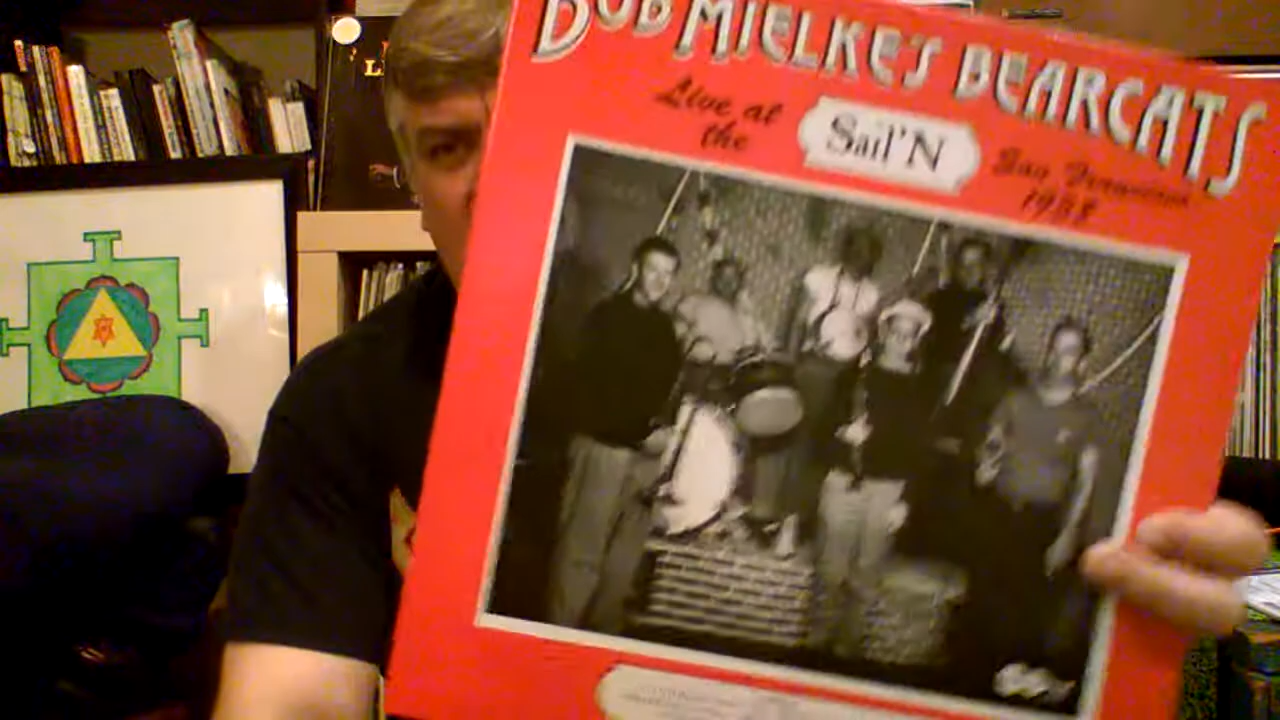 BOB MIELKE'S BEARCATS
Live at
the
Sail'N
San Francisco
1958